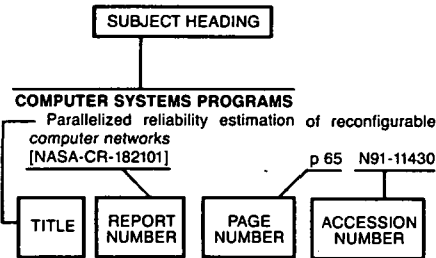 SUBJECT HEADING
COMPUTER SYSTEMS PROGRAMS
Parallelized reliability estimation of reconfigurable
computer networks
[NASA-CR-182101] p 65 N91-11430
TITLE
REPORT NUMBER
PAGE NUMBER
ACCESSION NUMBER